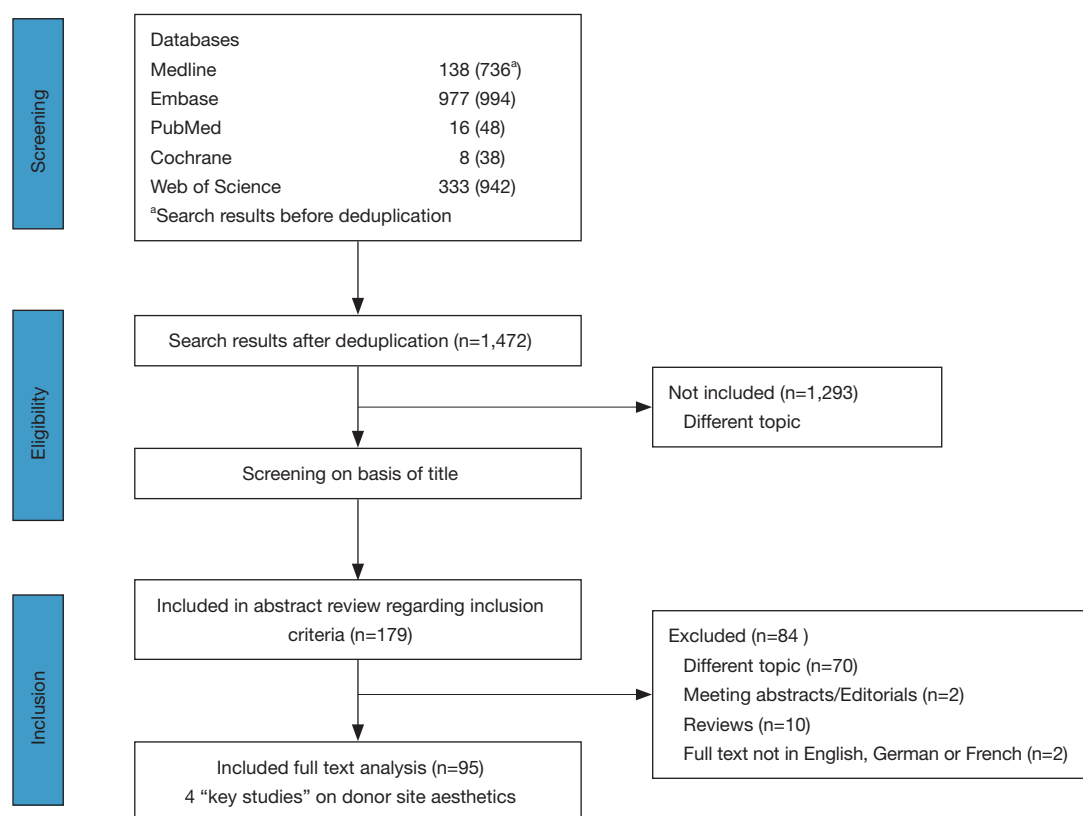 Screening
Databases
Medline 138 (736ᵃ)
Embase 977 (994)
PubMed 16 (48)
Cochrane 8 (38)
Web of Science 333 (942)
ᵃSearch results before deduplication
Eligibility
Search results after deduplication (n=1,472)
Not included (n=1,293)
Different topic
Screening on basis of title
Inclusion
Included in abstract review regarding inclusion
criteria (n=179)
Excluded (n=84 )
Different topic (n=70)
Meeting abstracts/Editorials (n=2)
Reviews (n=10)
Full text not in English, German or French (n=2)
Included full text analysis (n=95)
4 “key studies” on donor site aesthetics